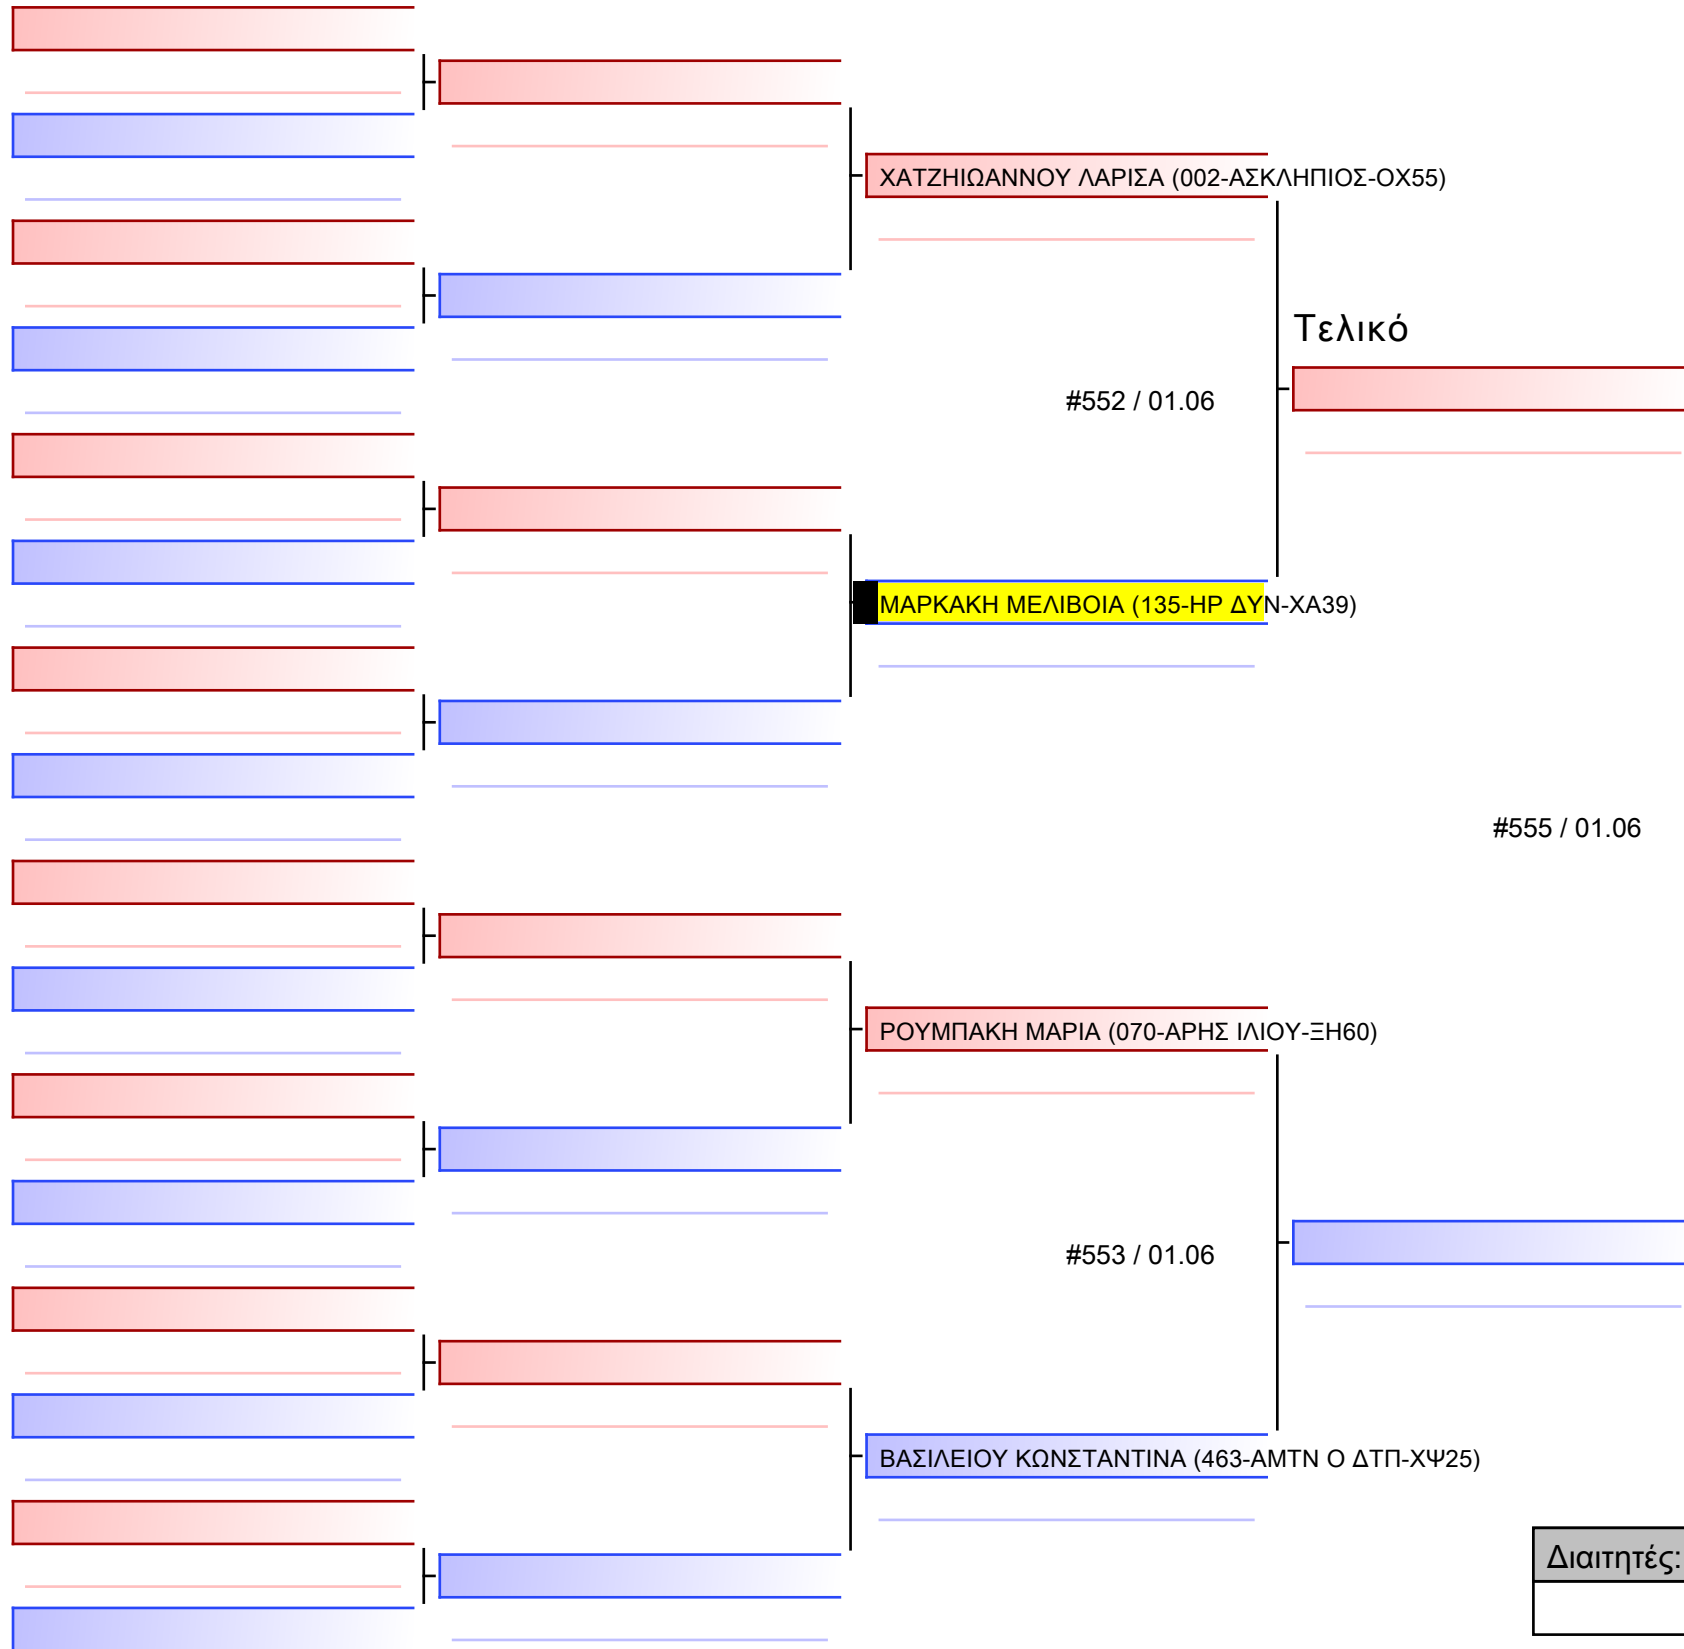 ΧΑΤΖΗΙΩΑΝΝΟΥ ΛΑΡΙΣΑ (002-ΑΣΚΛΗΠΙΟΣ-ΟΧ55)
Τελικό
#552 / 01.06
ΜΑΡΚΑΚΗ ΜΕΛΙΒΟΙΑ (135-ΗΡ ΔΥΝ-ΧΑ39)
#555 / 01.06
ΡΟΥΜΠΑΚΗ ΜΑΡΙΑ (070-ΑΡΗΣ ΙΛΙΟΥ-ΞΗ60)
#553 / 01.06
ΒΑΣΙΛΕΙΟΥ ΚΩΝΣΤΑΝΤΙΝΑ (463-ΑΜΤΝ Ο ΔΤΠ-ΧΨ25)
Διαιτητές: